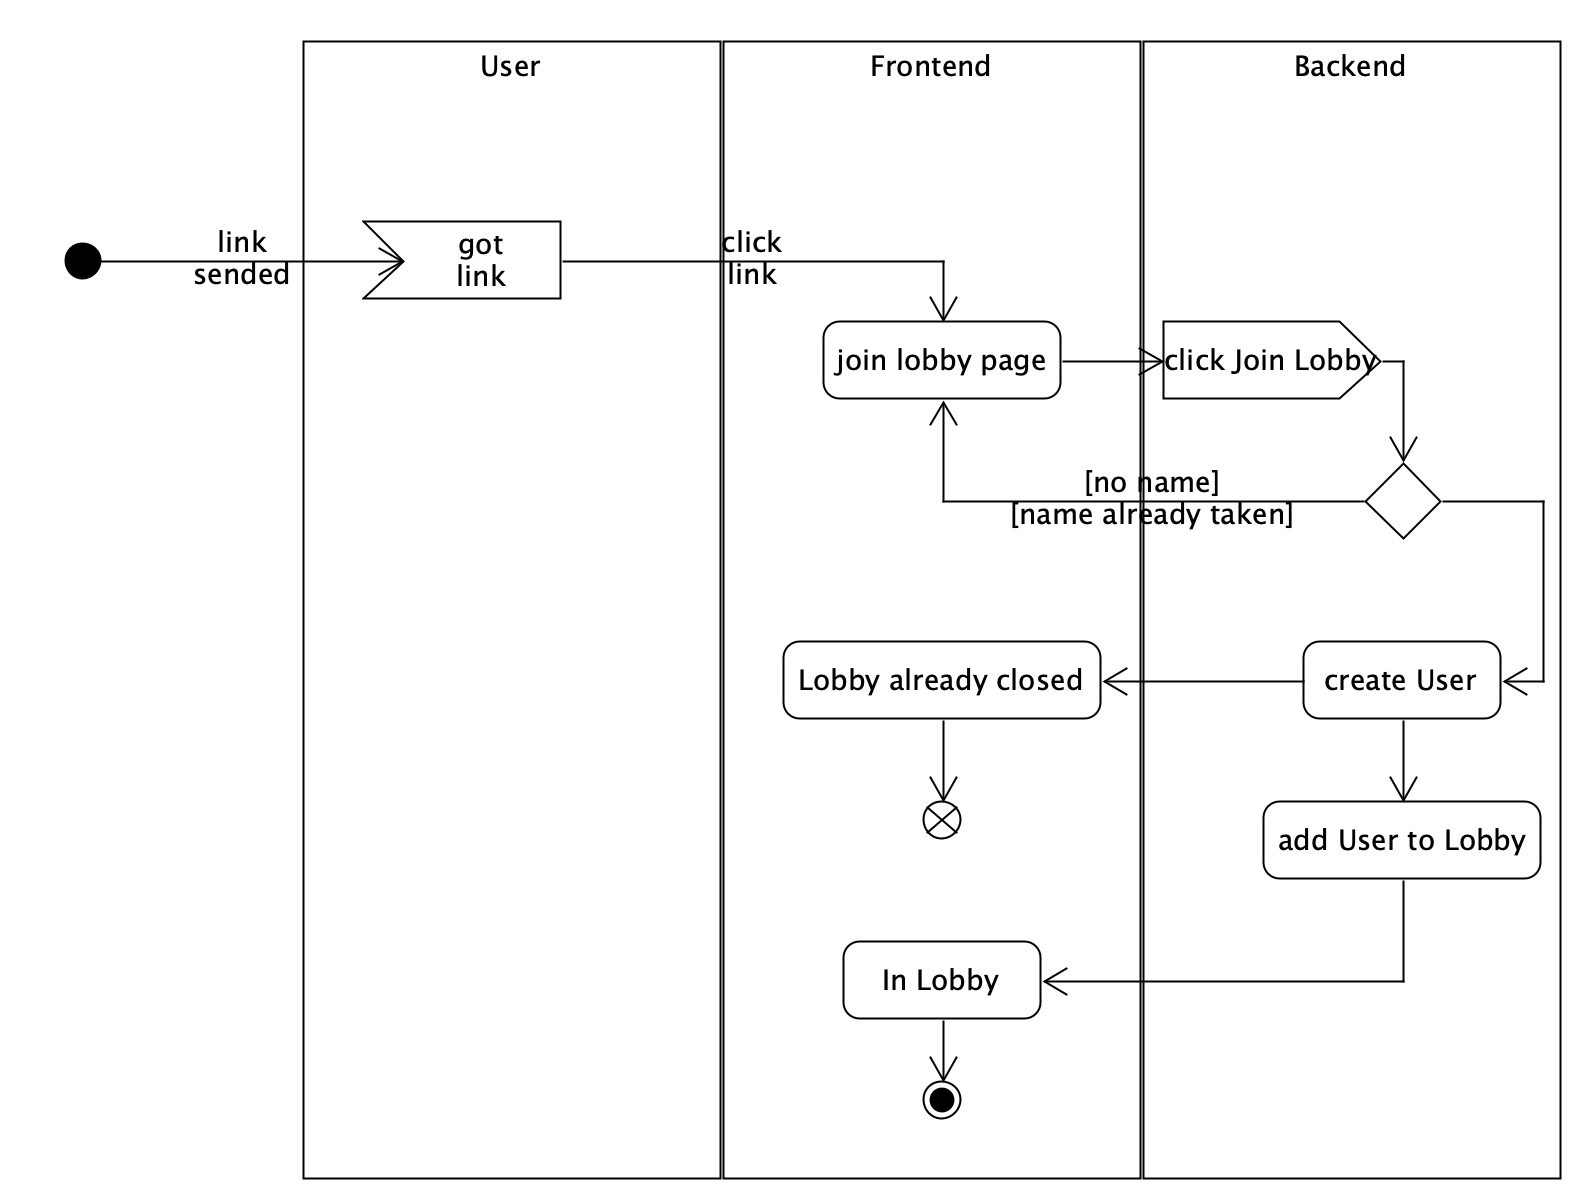 User
Frontend
Backend
link
sended
got
link
click
link
join lobby page
click Join Lobby
[no name]
[name already taken]
Lobby already closed
create User
add User to Lobby
In Lobby